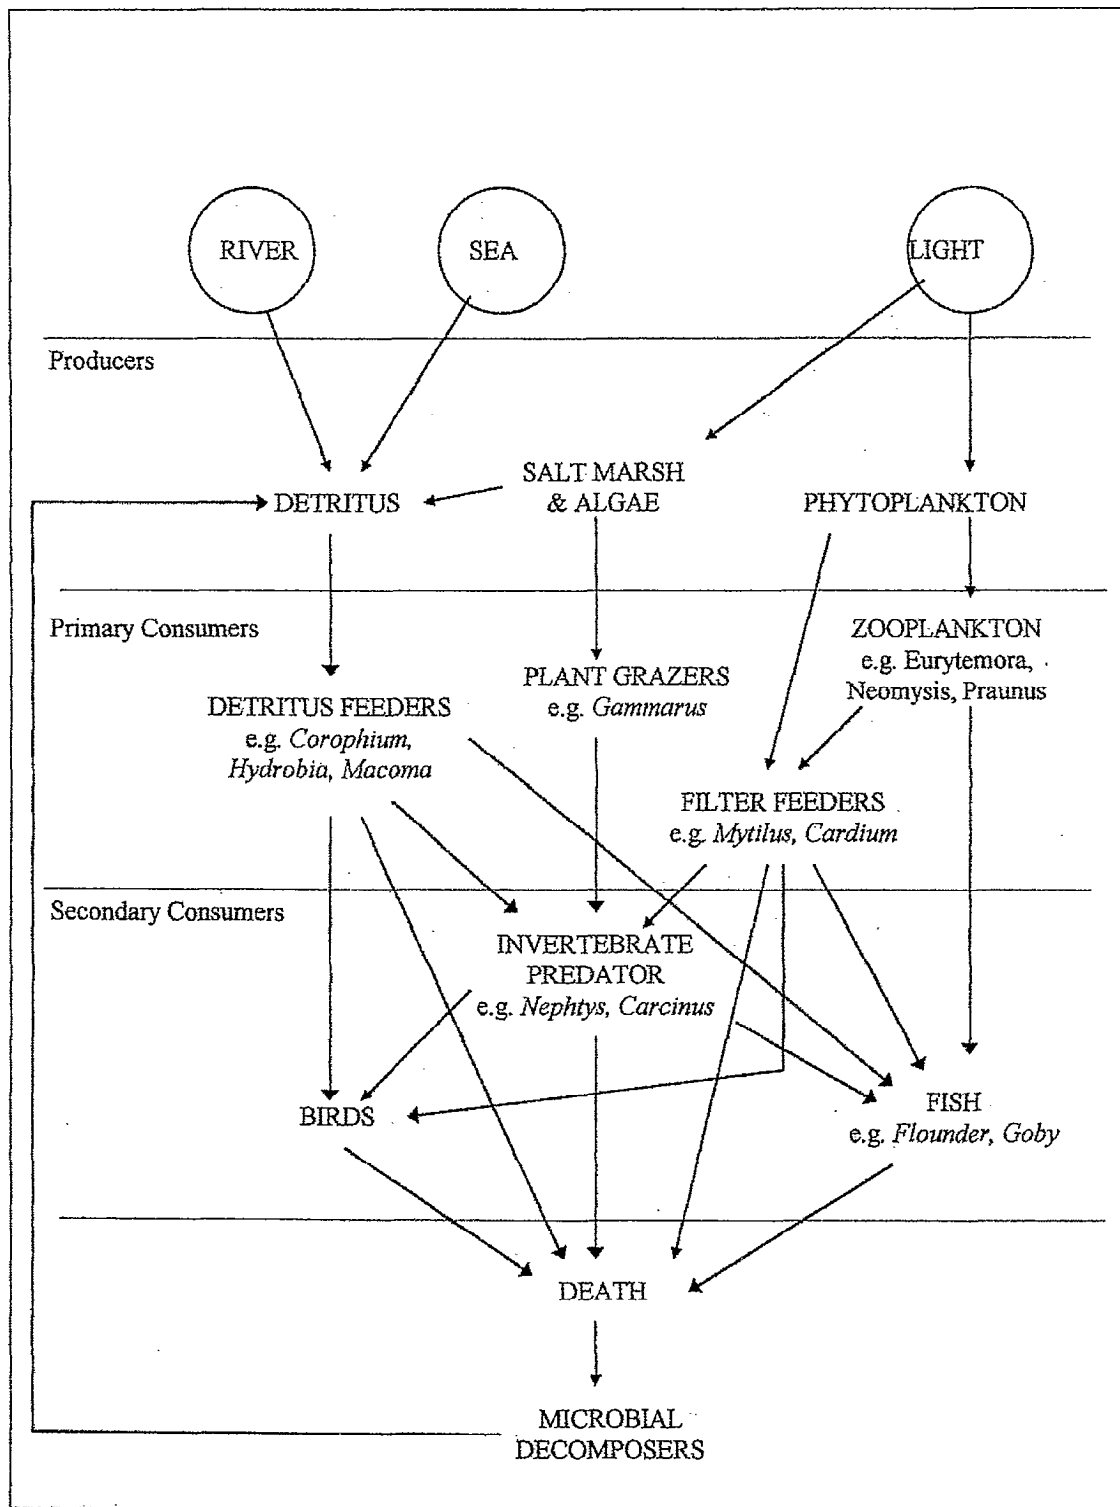 RIVER
SEA
LIGHT
Producers
SALT MARSH
& ALGAE
DETRITUS
PHYTOPLANKTON
Primary Consumers
ZOOPLANKTON
e.g. Eurytemora,
Neomysis, Praunus
PLANT GRAZERS
e.g. Gammarus
DETRITUS FEEDERS
e.g. Corophium,
Hydrobia, Macoma
FILTER FEEDERS
e.g. Mytilus, Cardium
Secondary Consumers
INVERTEBRATE
PREDATOR
e.g. Nephtys, Carcinus
BIRDS
FISH
e.g. Flounder, Goby
DEATH
MICROBIAL
DECOMPOSERS